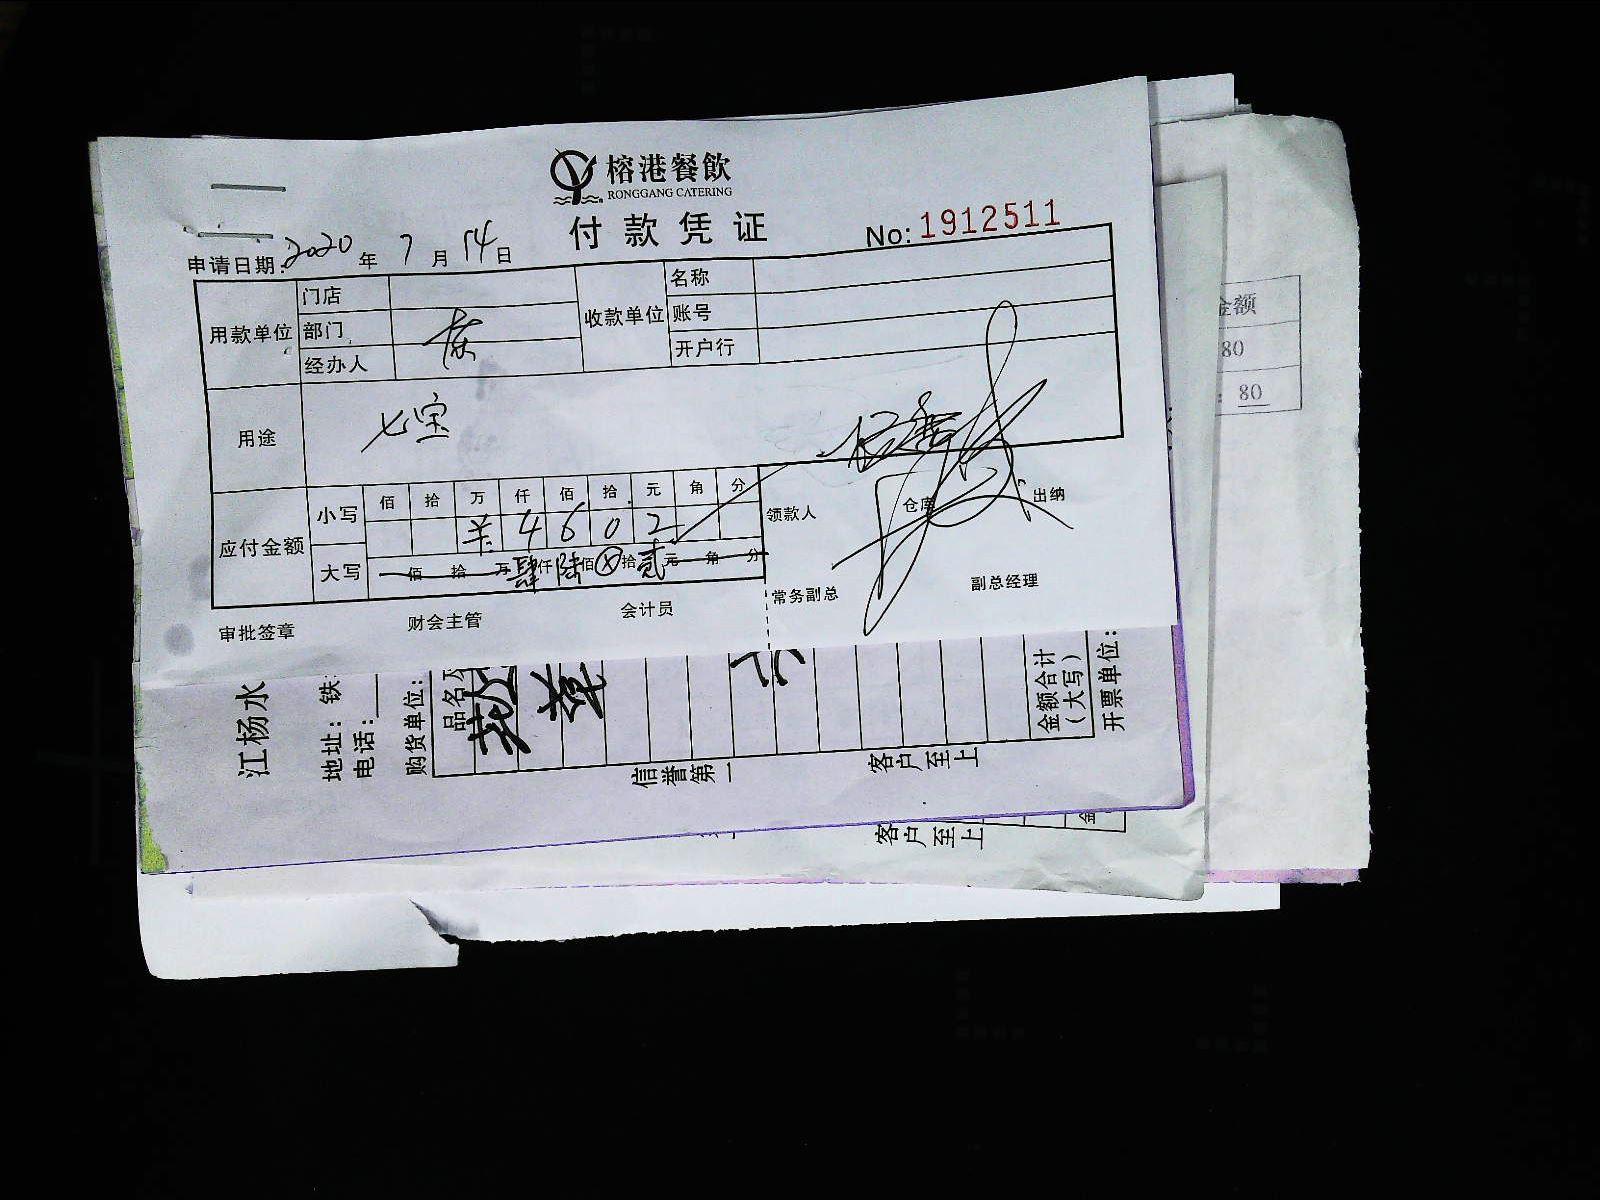 榕港餐飲
RONGGANG CATERING
付款凭证
No: 1912511
申请日期: 2020 年 7 月 14 日
用款单位 门店 收款单位 名称
部门 账号
经办人 开户行
用途 七宝
应付金额 小写 佰 拾 万 仟 佰 拾 元 角 分
¥ 4 6 0 2
大写 佰 拾 万 肆 仟 陆 佰 ⊗ 拾 贰 元 角 分
领款人 仓库 出纳
审批签章 财会主管 会计员 常务副总 副总经理
金额
80
80
江杨水
地址: 铁
电话:
购货单位:
品名及
信誉第一 客户至上
金额合计
(大写)
开票单位:
客户至上
金